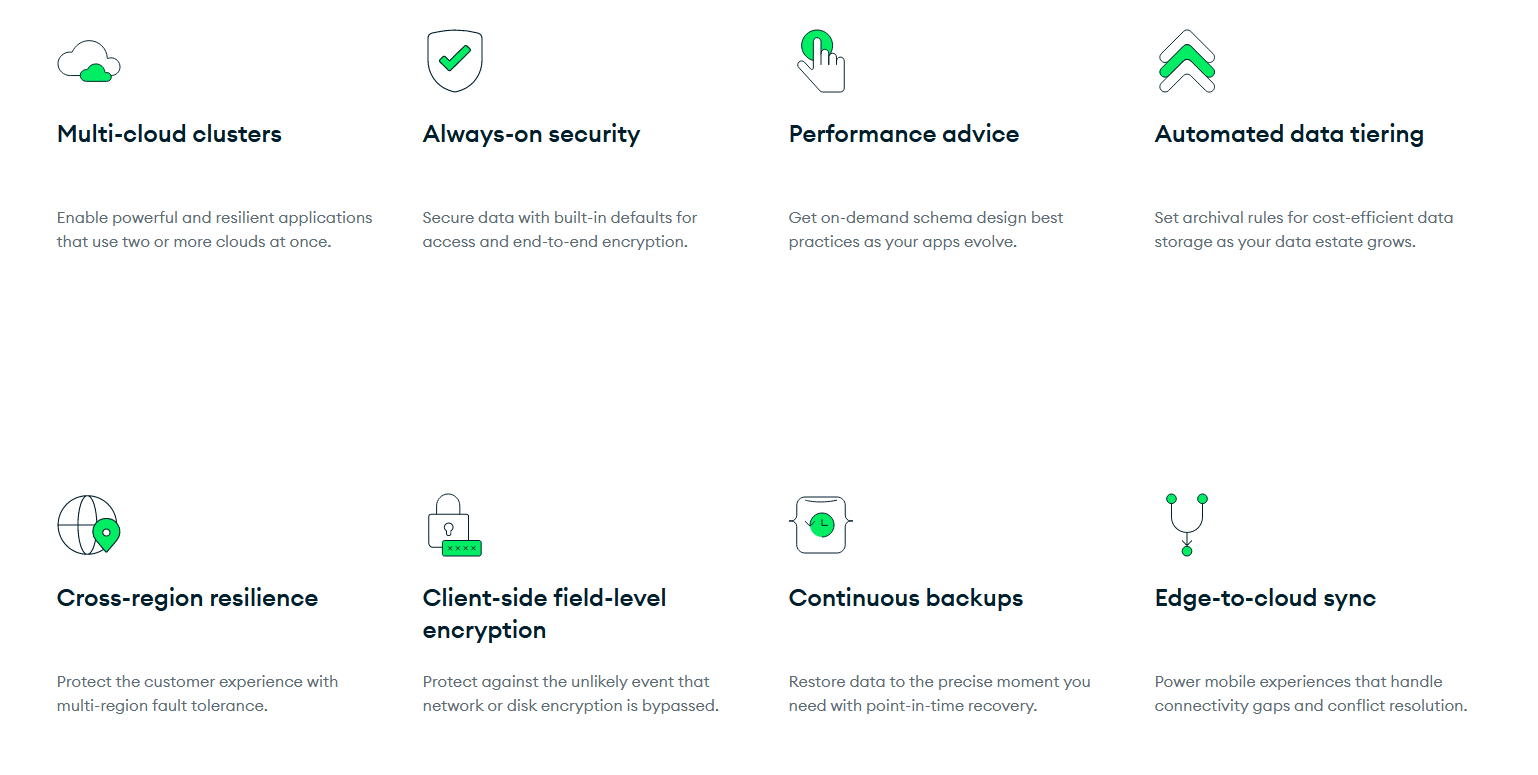 Multi-cloud clusters
Enable powerful and resilient applications
that use two or more clouds at once.
Always-on security
Secure data with built-in defaults for
access and end-to-end encryption.
Performance advice
Get on-demand schema design best
practices as your apps evolve.
Automated data tiering
Set archival rules for cost-efficient data
storage as your data estate grows.
Cross-region resilience
Protect the customer experience with
multi-region fault tolerance.
Client-side field-level
encryption
Protect against the unlikely event that
network or disk encryption is bypassed.
Continuous backups
Restore data to the precise moment you
need with point-in-time recovery.
Edge-to-cloud sync
Power mobile experiences that handle
connectivity gaps and conflict resolution.